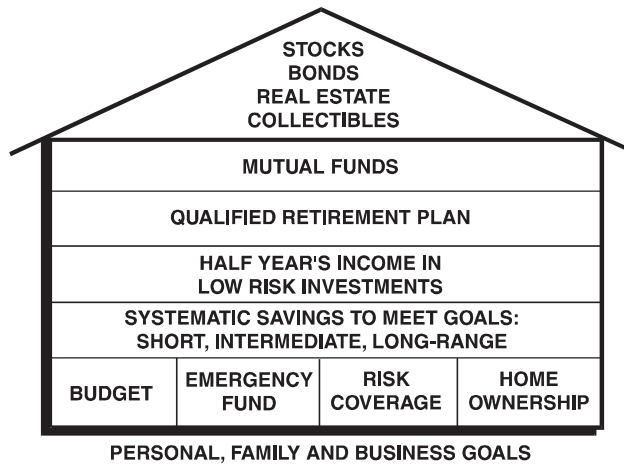 STOCKS
BONDS
REAL ESTATE
COLLECTIBLES
MUTUAL FUNDS
QUALIFIED RETIREMENT PLAN
HALF YEAR'S INCOME IN
LOW RISK INVESTMENTS
SYSTEMATIC SAVINGS TO MEET GOALS:
SHORT, INTERMEDIATE, LONG-RANGE
BUDGET
EMERGENCY
FUND
RISK
COVERAGE
HOME
OWNERSHIP
PERSONAL, FAMILY AND BUSINESS GOALS